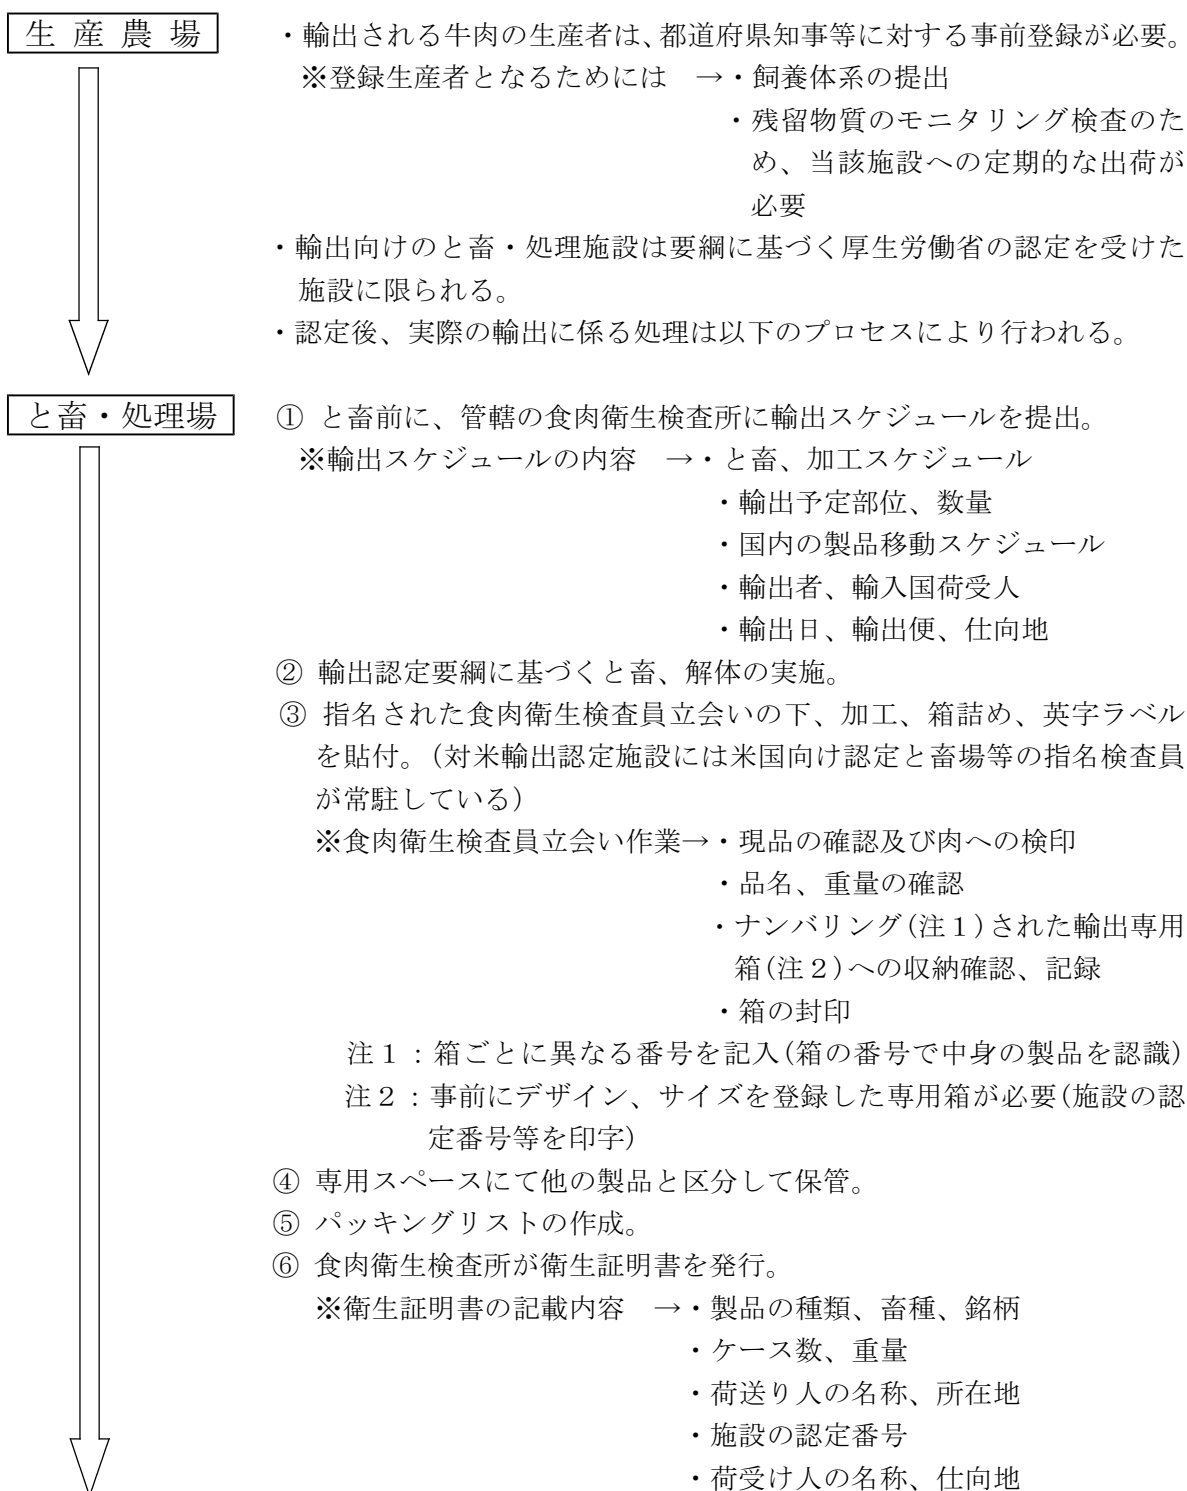 生産農場
・輸出される牛肉の生産者は、都道府県知事等に対する事前登録が必要。
※登録生産者となるためには　→・飼養体系の提出
・残留物質のモニタリング検査のた
め、当該施設への定期的な出荷が
必要
・輸出向けのと畜・処理施設は要綱に基づく厚生労働省の認定を受けた
施設に限られる。
・認定後、実際の輸出に係る処理は以下のプロセスにより行われる。
と畜・処理場
① と畜前に、管轄の食肉衛生検査所に輸出スケジュールを提出。
※輸出スケジュールの内容　→・と畜、加工スケジュール
・輸出予定部位、数量
・国内の製品移動スケジュール
・輸出者、輸入国荷受人
・輸出日、輸出便、仕向地
② 輸出認定要綱に基づくと畜、解体の実施。
③ 指名された食肉衛生検査員立会いの下、加工、箱詰め、英字ラベル
を貼付。(対米輸出認定施設には米国向け認定と畜場等の指名検査員
が常駐している)
※食肉衛生検査員立会い作業→・現品の確認及び肉への検印
・品名、重量の確認
・ナンバリング(注１)された輸出専用
箱(注２)への収納確認、記録
・箱の封印
注１：箱ごとに異なる番号を記入(箱の番号で中身の製品を認識)
注２：事前にデザイン、サイズを登録した専用箱が必要(施設の認
定番号等を印字)
④ 専用スペースにて他の製品と区分して保管。
⑤ パッキングリストの作成。
⑥ 食肉衛生検査所が衛生証明書を発行。
※衛生証明書の記載内容　→・製品の種類、畜種、銘柄
・ケース数、重量
・荷送り人の名称、所在地
・施設の認定番号
・荷受け人の名称、仕向地